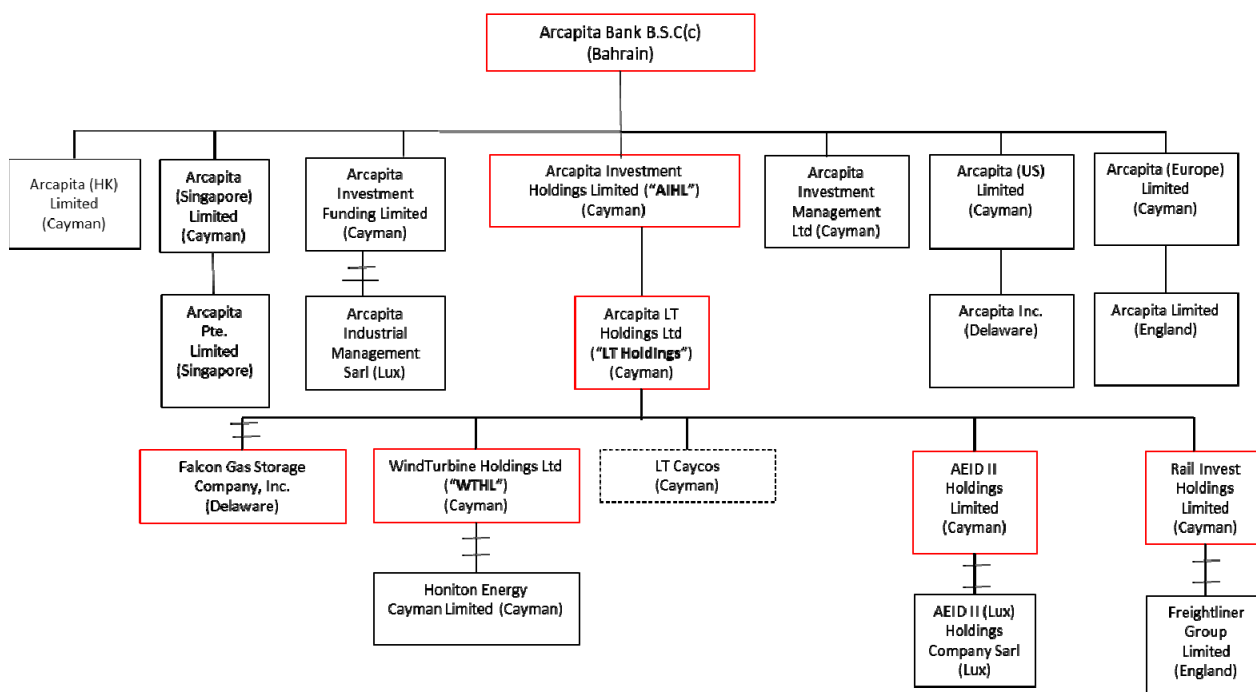 Arcapita Bank B.S.C(c)
(Bahrain)
Arcapita (HK)
Limited
(Cayman)
Arcapita
(Singapore)
Limited
(Cayman)
Arcapita
Investment
Funding Limited
(Cayman)
Arcapita Investment
Holdings Limited (“AIHL”)
(Cayman)
Arcapita
Investment
Management
Ltd (Cayman)
Arcapita (US)
Limited
(Cayman)
Arcapita (Europe)
Limited
(Cayman)
Arcapita
Pte.
Limited
(Singapore)
Arcapita
Industrial
Management
Sarl (Lux)
Arcapita LT
Holdings Ltd
(“LT Holdings”)
(Cayman)
Arcapita Inc.
(Delaware)
Arcapita Limited
(England)
Falcon Gas Storage
Company, Inc.
(Delaware)
WindTurbine Holdings Ltd
(“WTHL”)
(Cayman)
LT Caycos
(Cayman)
AEID II
Holdings
Limited
(Cayman)
Rail Invest
Holdings
Limited
(Cayman)
Honiton Energy
Cayman Limited (Cayman)
AEID II (Lux)
Holdings
Company Sarl
(Lux)
Freightliner
Group
Limited
(England)